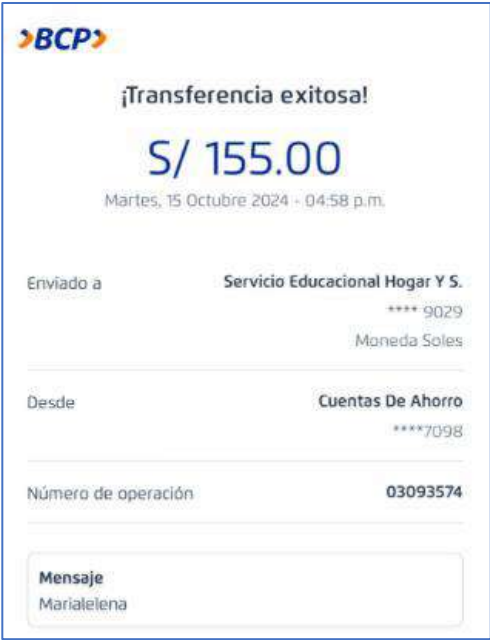 BCP
¡Transferencia exitosa!
S/ 155.00
Martes, 15 Octubre 2024 - 04:58 p.m.
Enviado a
Servicio Educacional Hogar Y S.
**** 9029
Moneda Soles
Desde
Cuentas De Ahorro
****7098
Número de operación
03093574
Mensaje
Marialelena